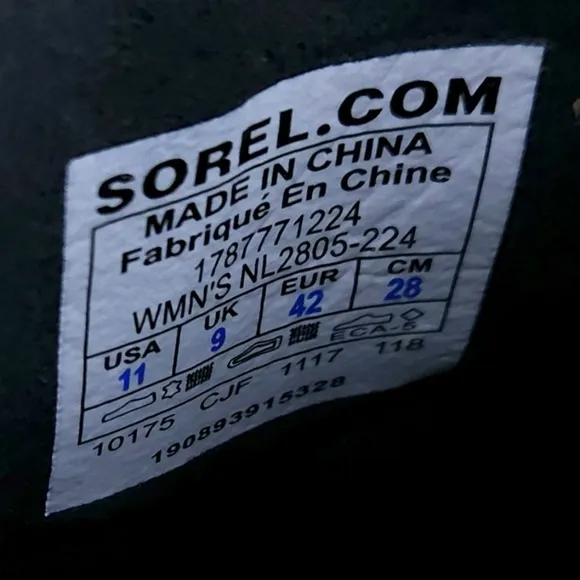 SOREL.COM
MADE IN CHINA
Fabriqué En Chine
1787771224
WMN'S NL2805-224
USA UK EUR CM
11 9 42 28
ECA-5
10175 CJF 1117 118
190893915328